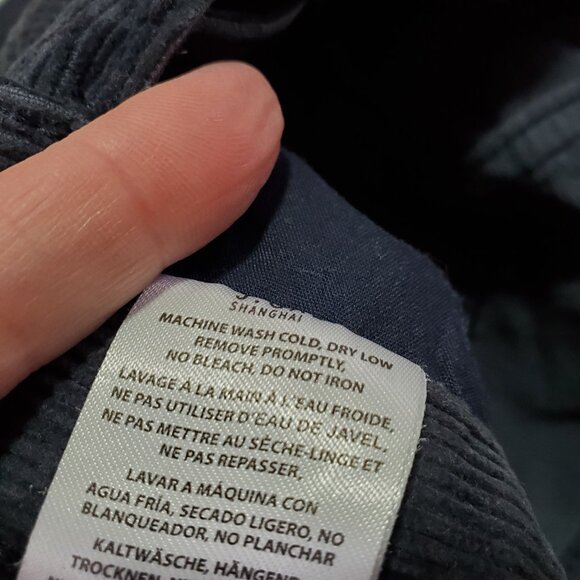 SHANGHAI
MACHINE WASH COLD, DRY LOW
REMOVE PROMPTLY,
NO BLEACH, DO NOT IRON
LAVAGE À LA MAIN À L'EAU FROIDE,
NE PAS UTILISER D'EAU DE JAVEL,
NE PAS METTRE AU SÈCHE-LINGE ET
NE PAS REPASSER,
LAVAR A MÁQUINA CON
AGUA FRÍA, SECADO LIGERO, NO
BLANQUEADOR, NO PLANCHAR
KALTWÄSCHE, HÄNGEND
TROCKNEN,